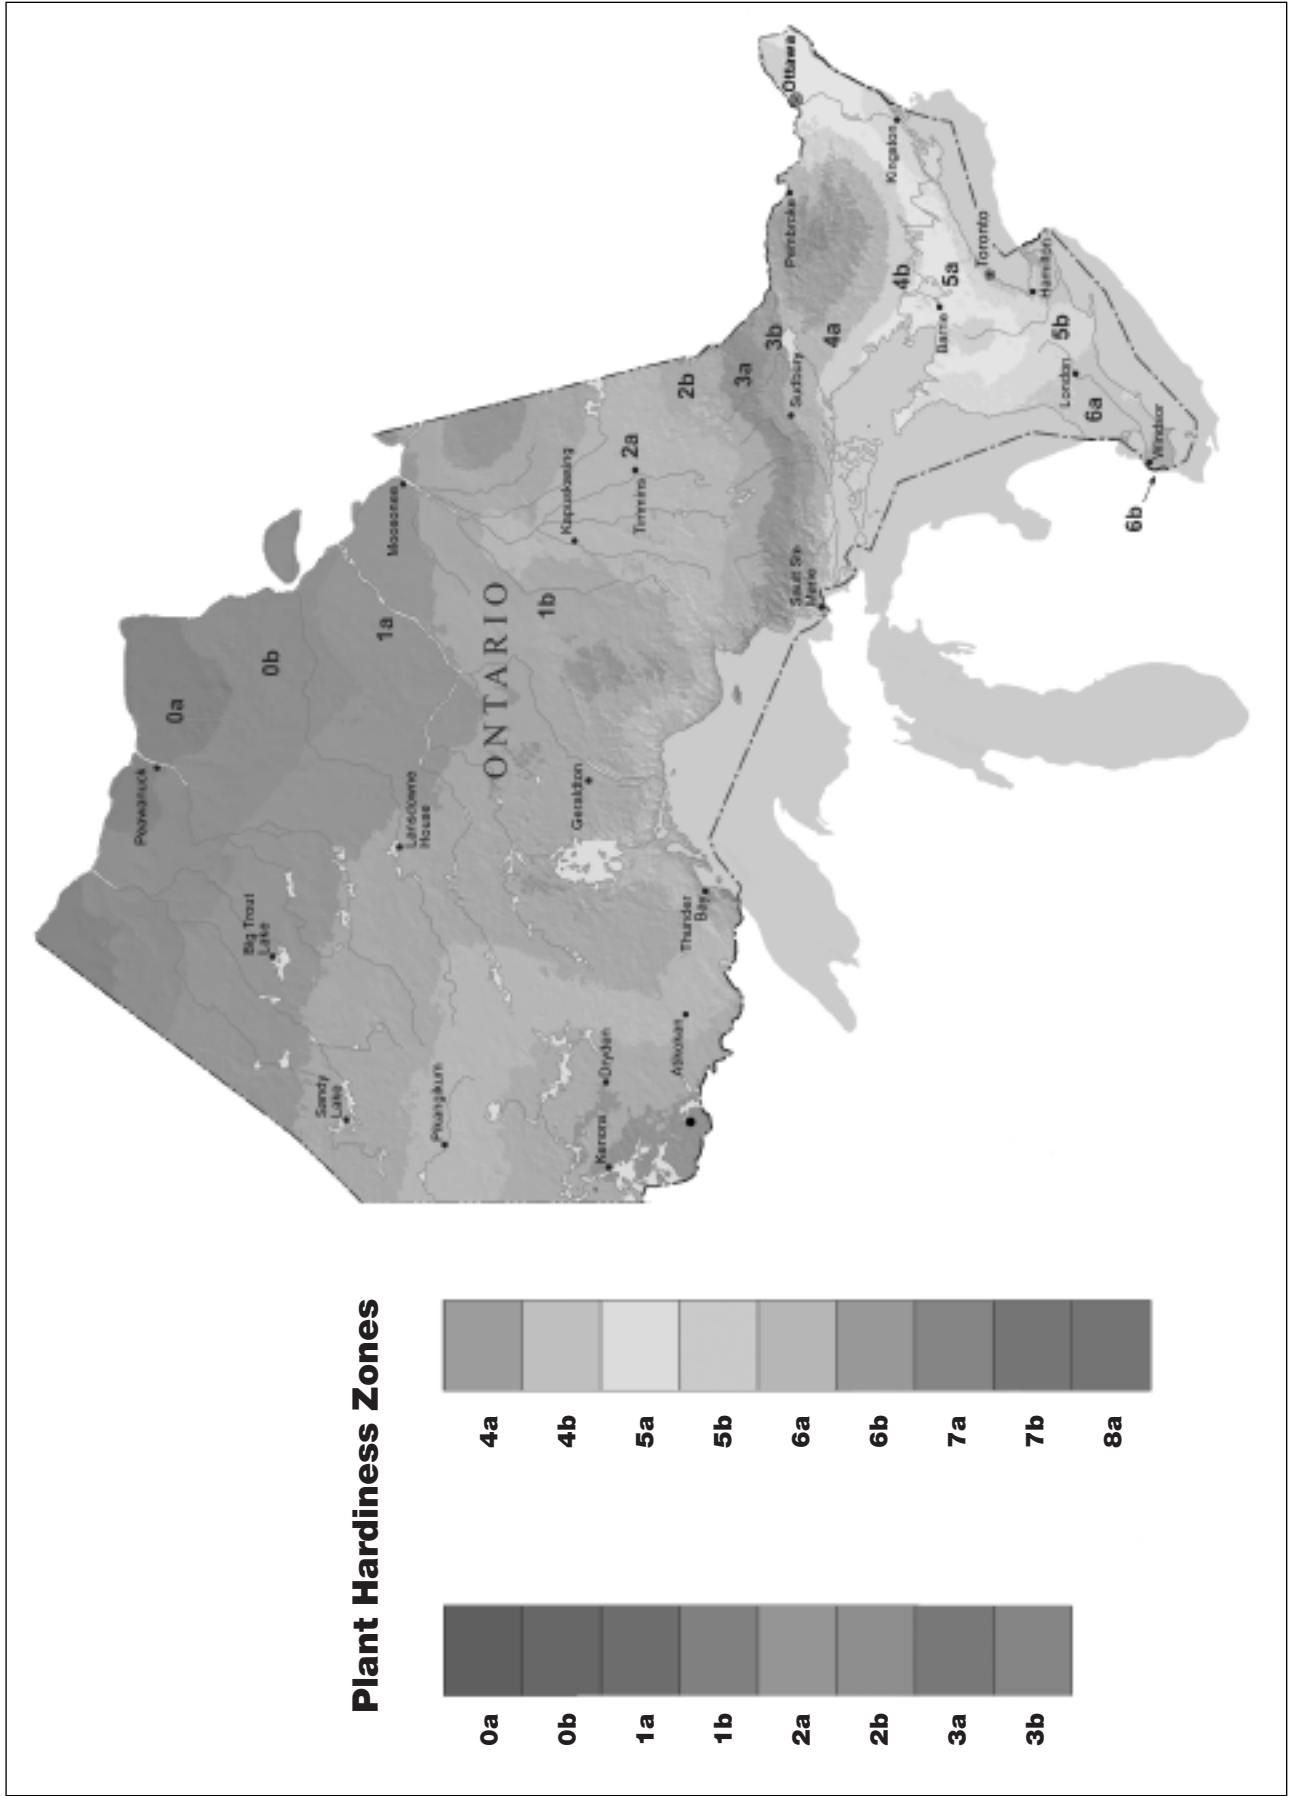 Plant Hardiness Zones
0a
0b
1a
1b
2a
2b
3a
3b
4a
4b
5a
5b
6a
6b
7a
7b
8a
ONTARIO
0a
0b
1a
1b
2a
2b
3a
3b
4a
4b
5a
5b
6a
6b
Peawanuck
Big Trout
Lake
Sandy
Lake
Lansdowne
House
Moosonee
Pikangikum
Kapuskasing
Timmins
Geraldton
Dryden
Kenora
Atikokan
Thunder
Bay
Sault Ste
Marie
Sudbury
Pembroke
Ottawa
Kingston
Barrie
Toronto
Hamilton
London
Windsor